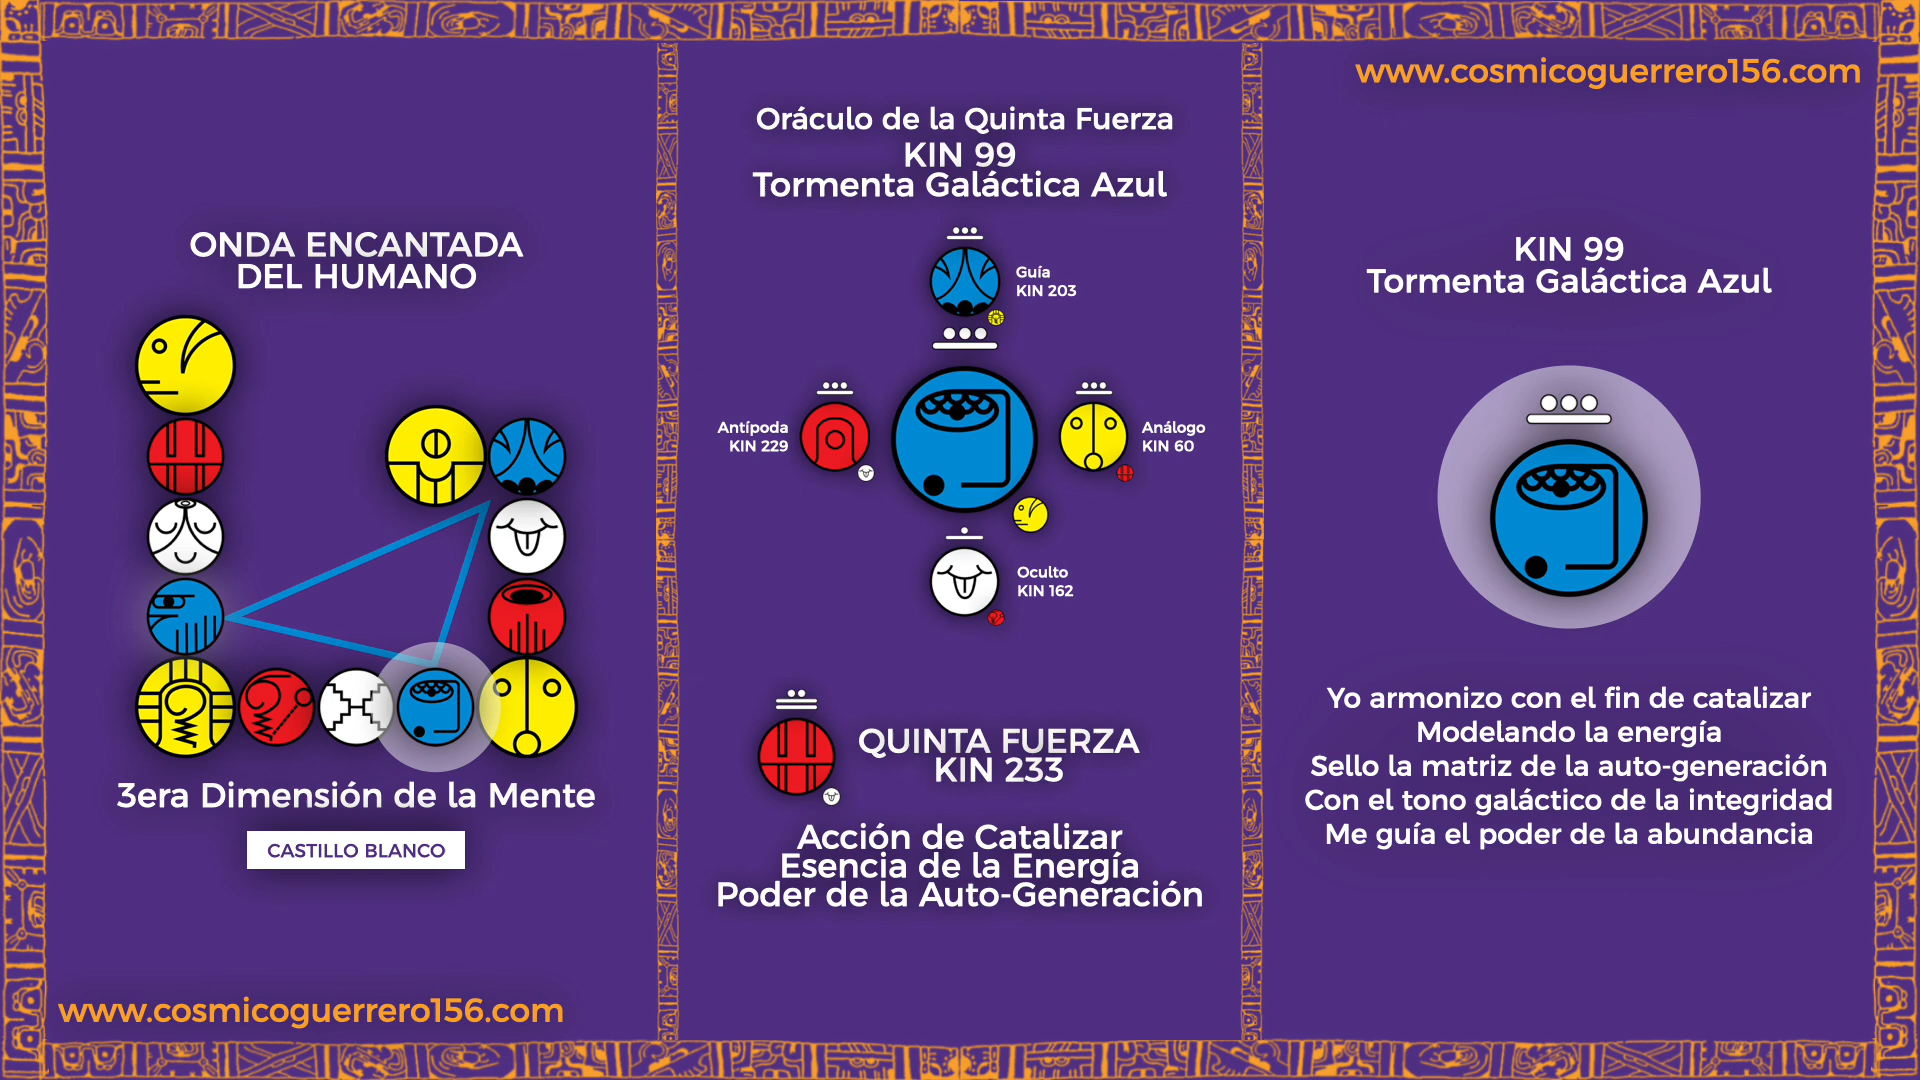 ONDA ENCANTADA
DEL HUMANO
3era Dimensión de la Mente
CASTILLO BLANCO
www.cosmicoguerrero156.com
Oráculo de la Quinta Fuerza
KIN 99
Tormenta Galáctica Azul
Guía
KIN 203
Antípoda
KIN 229
Análogo
KIN 60
Oculto
KIN 162
QUINTA FUERZA
KIN 233
Acción de Catalizar
Esencia de la Energía
Poder de la Auto-Generación
www.cosmicoguerrero156.com
KIN 99
Tormenta Galáctica Azul
Yo armonizo con el fin de catalizar
Modelando la energía
Sello la matriz de la auto-generación
Con el tono galáctico de la integridad
Me guía el poder de la abundancia